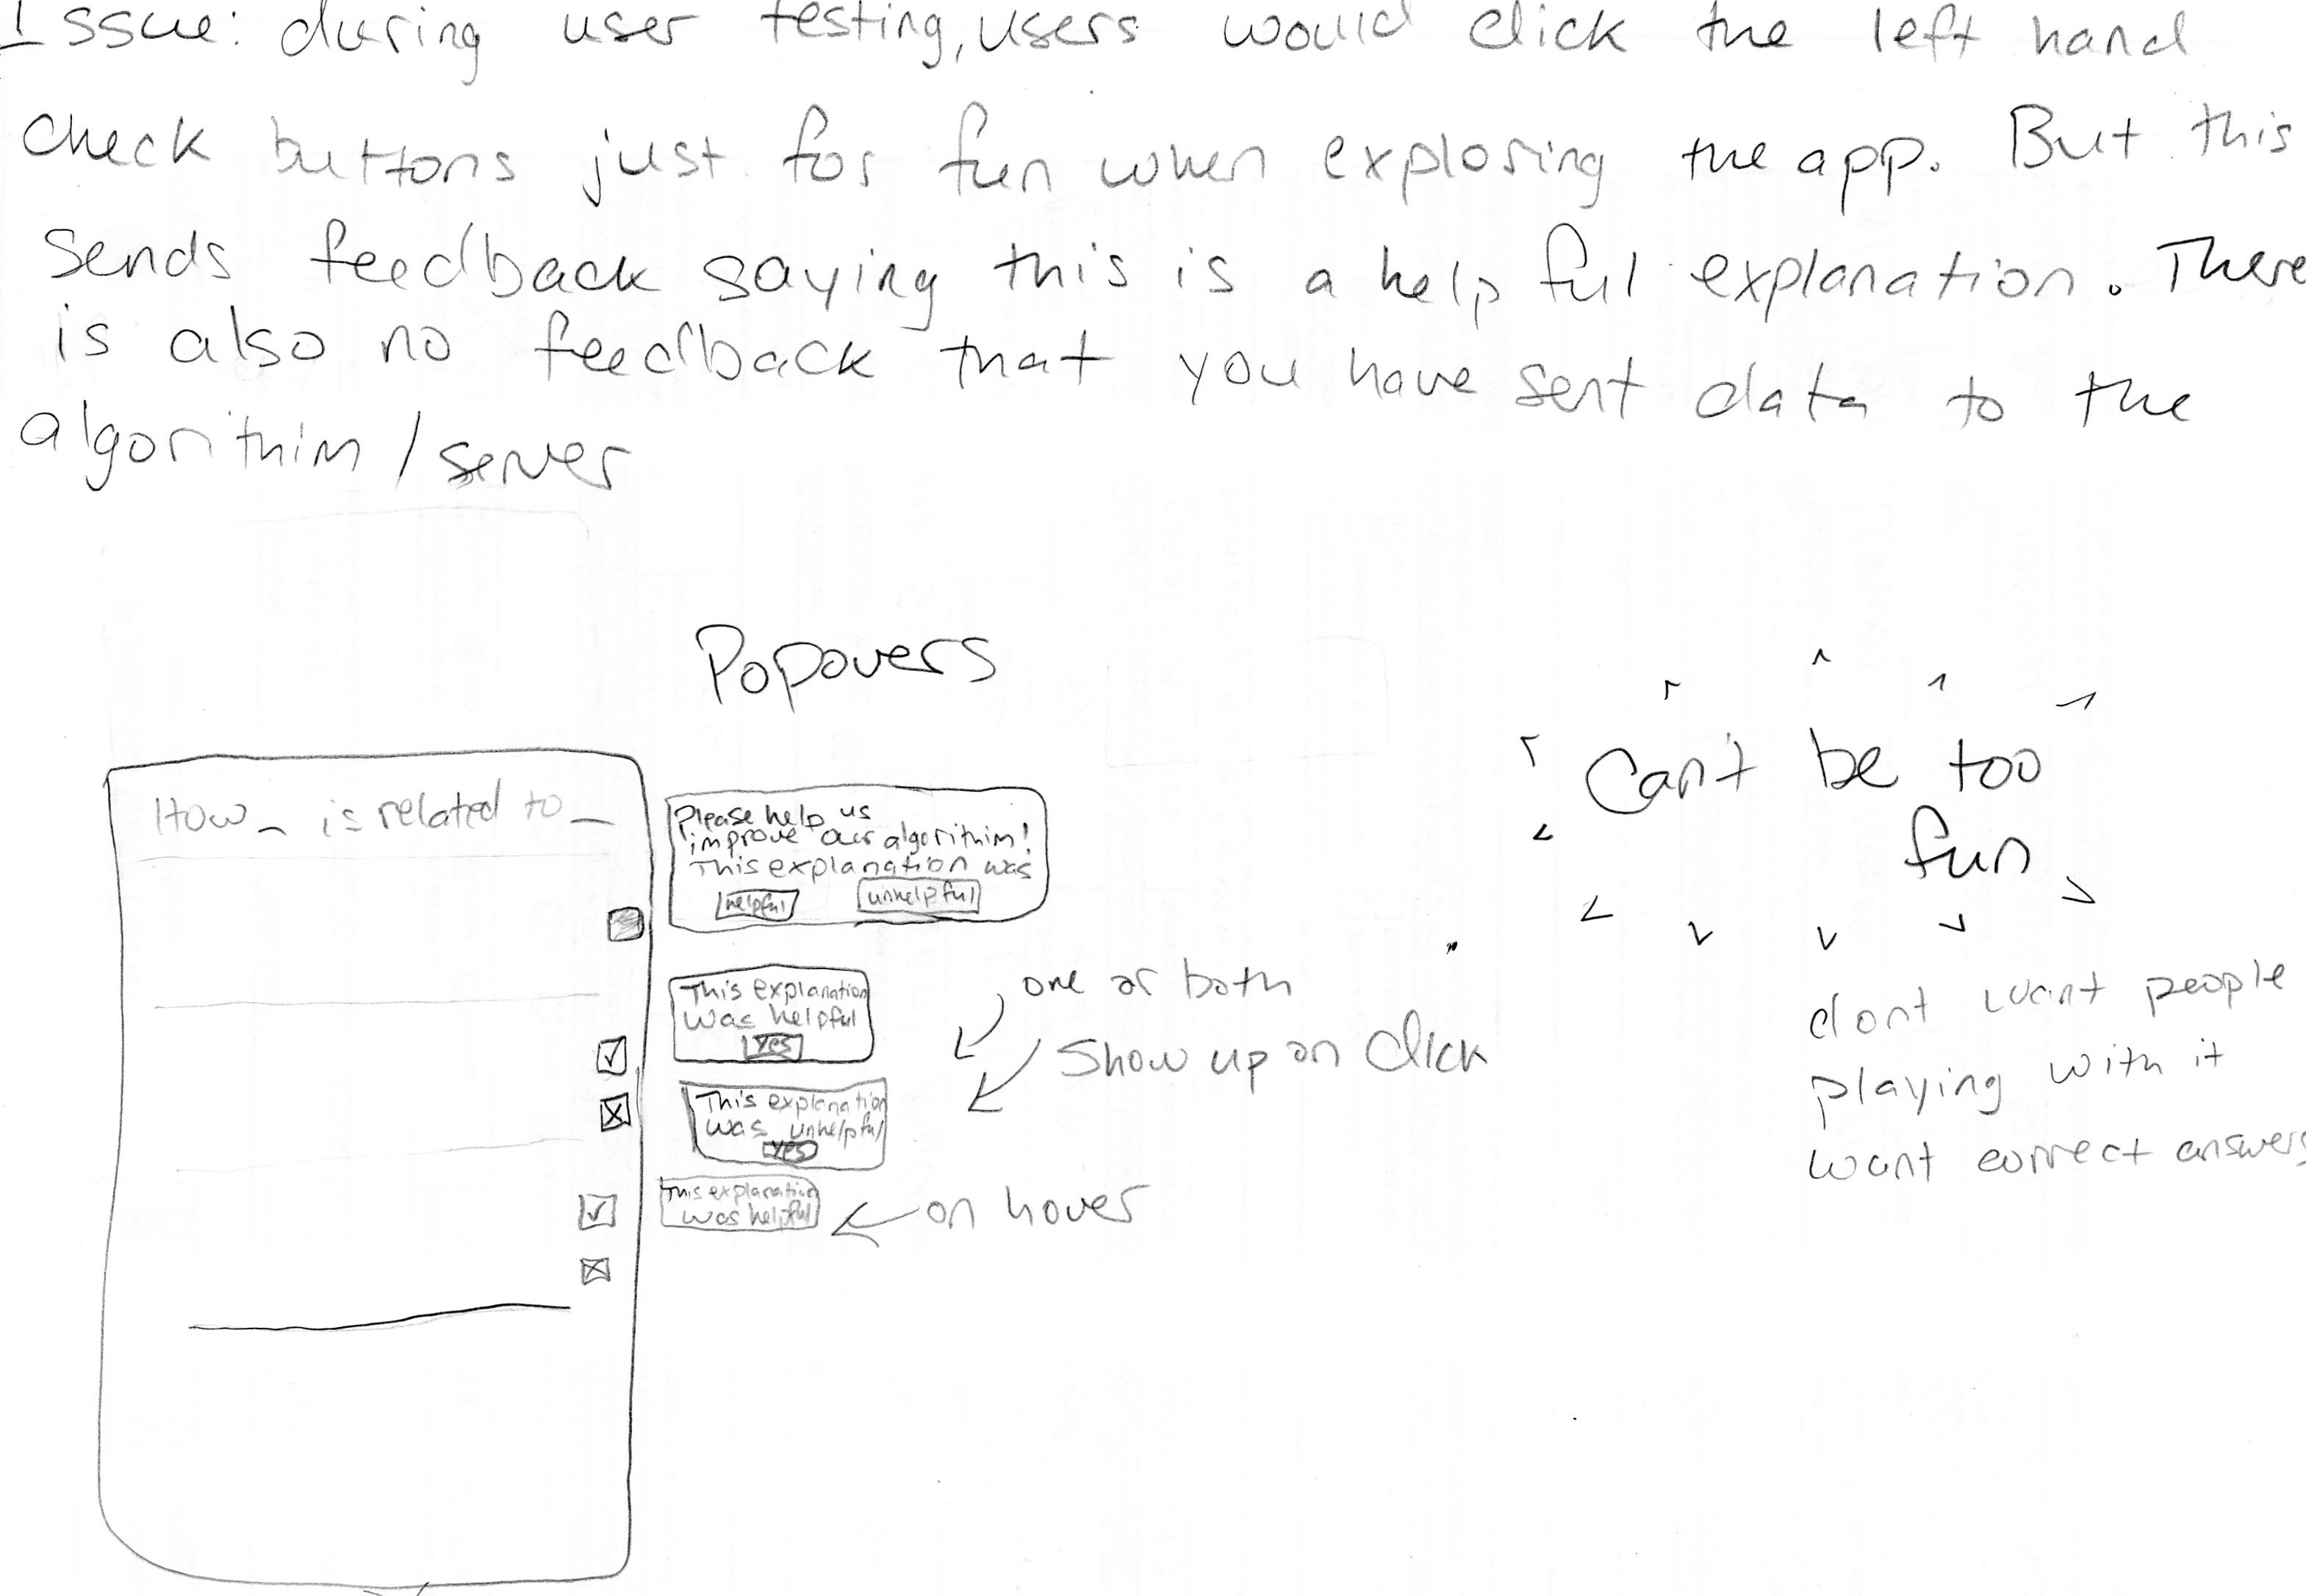 Issue: during user testing, users would click the left hand
check buttons just for fun when exploring the app. But this
sends feedback saying this is a helpful explanation. There
is also no feedback that you have sent data to the
algorithim / server
Popovers
How _ is related to _
Please help us
improve our algorithim!
This explanation was
helpful unhelpful
This explanation
was helpful
yes
This explanation
was unhelpful
yes
This explanation
was helpful
one or both
Show up on click
on hover
Can't be too
fun
dont want people
playing with it
want correct answers